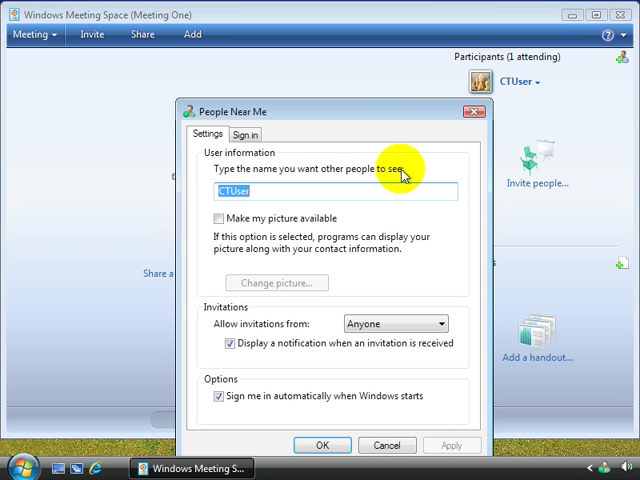 Windows Meeting Space (Meeting One)
Meeting Invite Share Add
?
Participants (1 attending)
CTUser
Invite people...
Share a
s
Add a handout...
People Near Me
Settings Sign in
User information
Type the name you want other people to see:
CTUser
Make my picture available
If this option is selected, programs can display your
picture along with your contact information.
Change picture...
Invitations
Allow invitations from: Anyone
Display a notification when an invitation is received
Options
Sign me in automatically when Windows starts
OK Cancel Apply
Windows Meeting S...